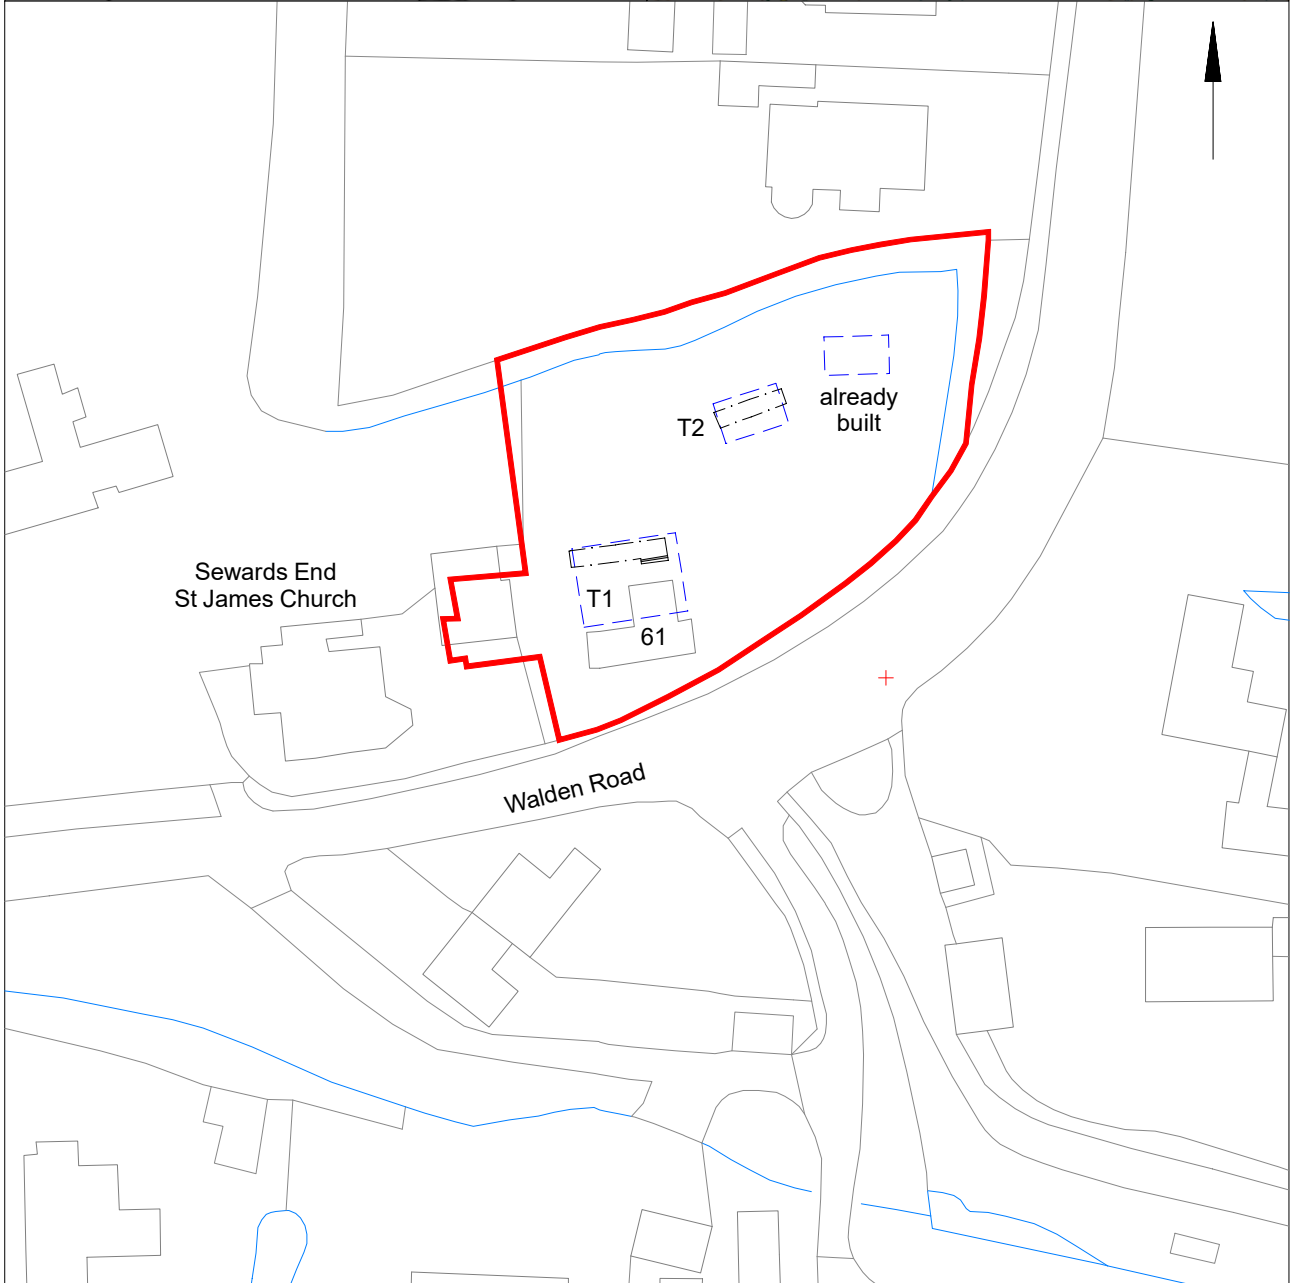 already
built
T2
Sewards End
St James Church
T1
61
Walden Road